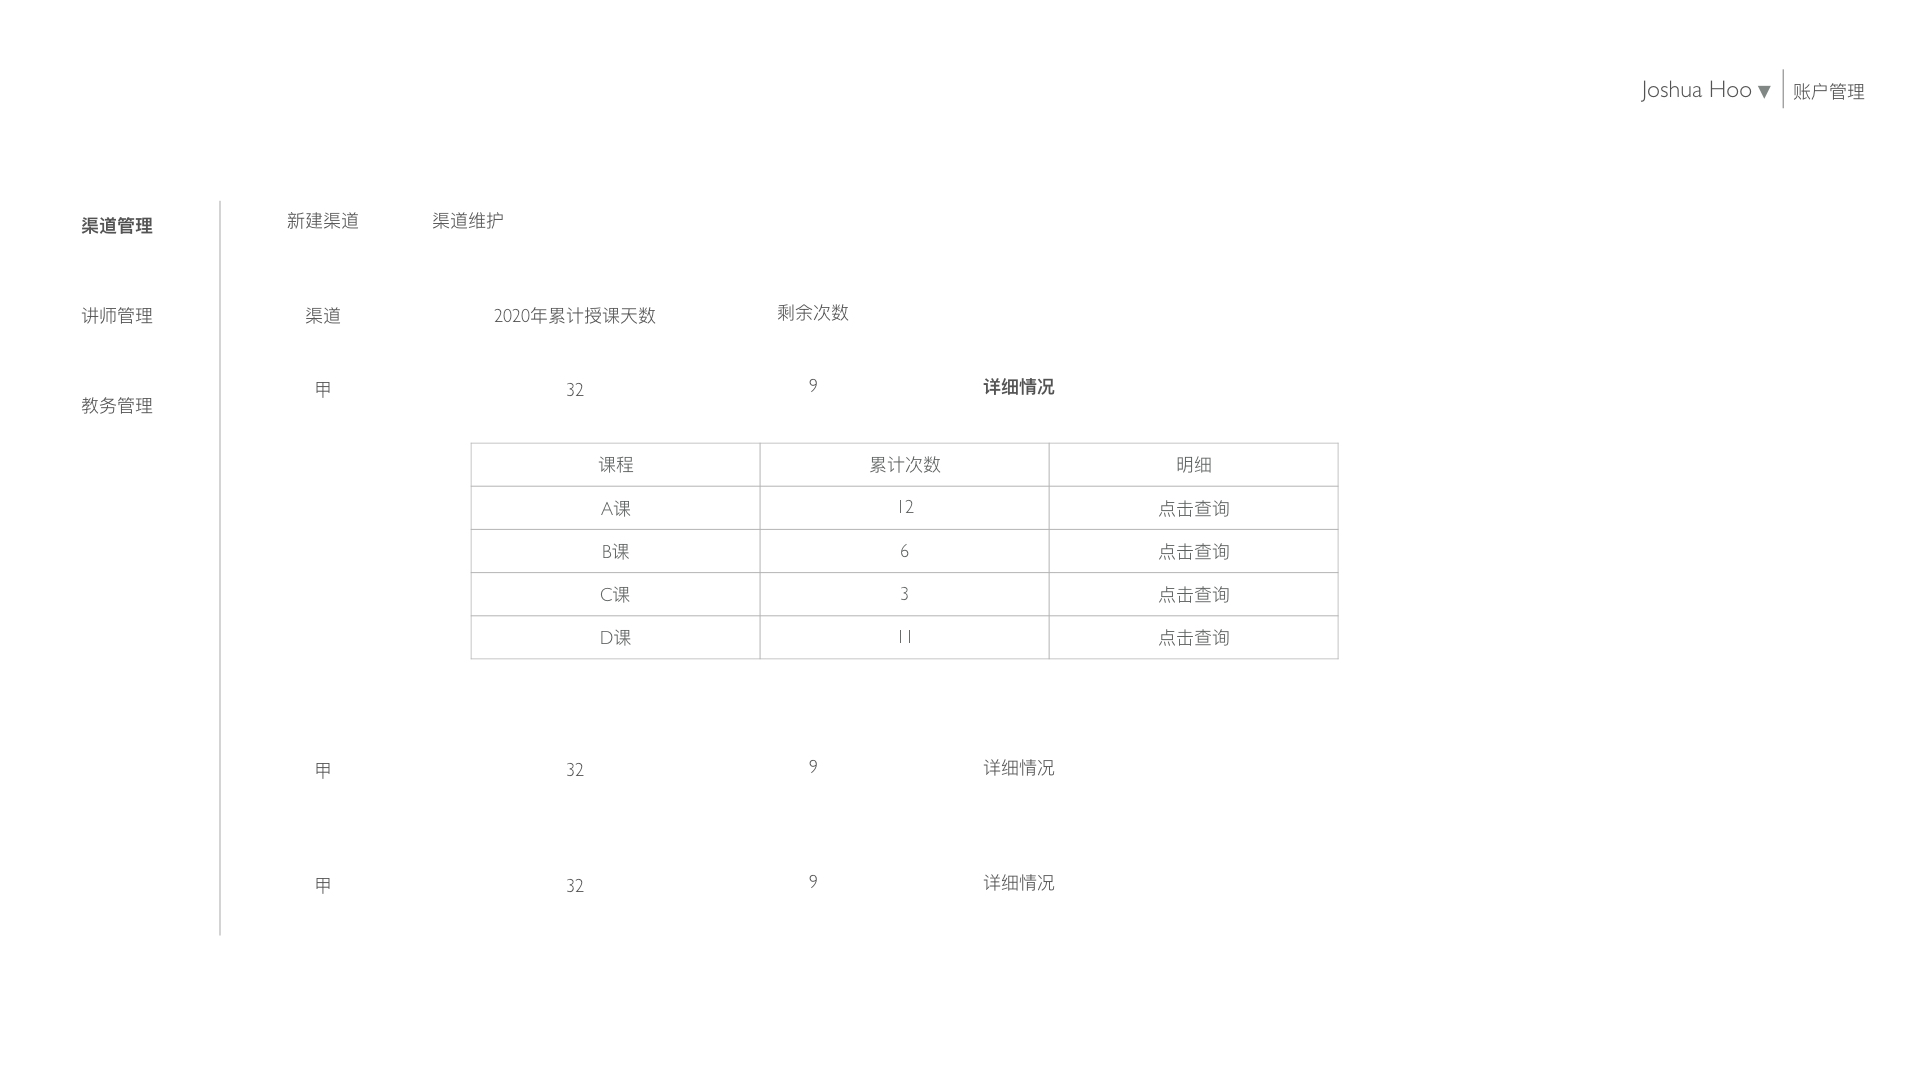 Joshua Hoo ▼ 账户管理
渠道管理 新建渠道 渠道维护
讲师管理 渠道 2020年累计授课天数 剩余次数
教务管理 甲 32 9 详细情况
课程 累计次数 明细
A课 12 点击查询
B课 6 点击查询
C课 3 点击查询
D课 11 点击查询
甲 32 9 详细情况
甲 32 9 详细情况